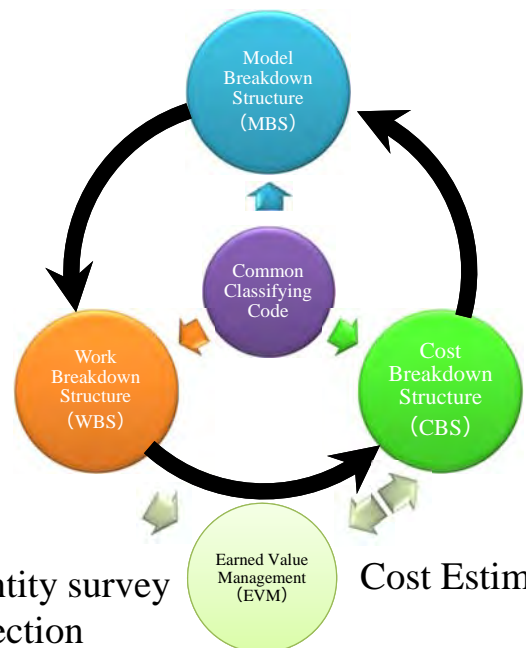 Model
Breakdown
Structure
（MBS）
Common
Classifying
Code
Work
Breakdown
Structure
（WBS）
Cost
Breakdown
Structure
（CBS）
Earned Value
Management
（EVM）
ntity survey
ection
Cost Estim